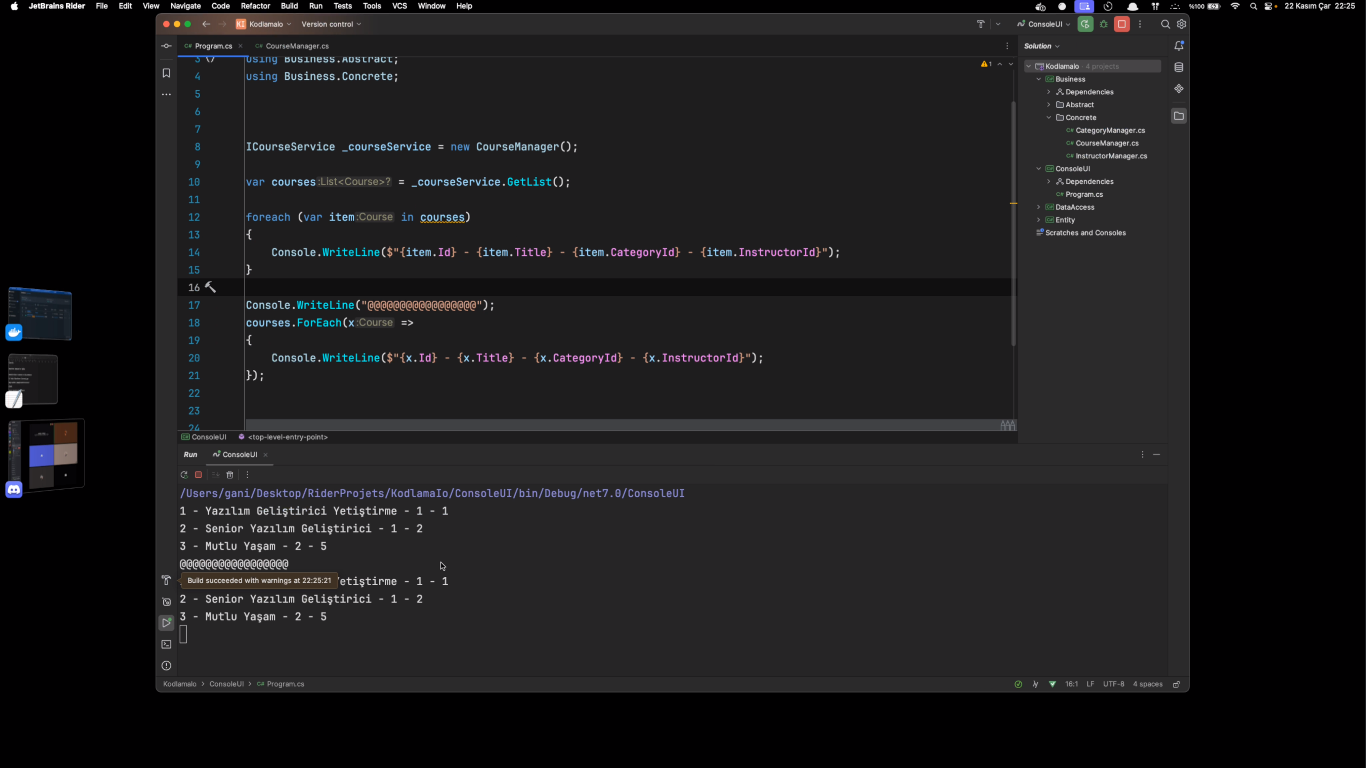 JetBrains Rider File Edit View Navigate Code Refactor Build Run Tests Tools VCS Window Help
%100 22 Kasım Çar 22:25
KI Kodlamaio Version control ConsoleUI
C# Program.cs C# CourseManager.cs
Solution
3 using Business.Abstract;
4 using Business.Concrete;
5
6
7
8 ICourseService _courseService = new CourseManager();
9
10 var courses:List<Course>? = _courseService.GetList();
11
12 foreach (var item:Course in courses)
13 {
14 Console.WriteLine($"{item.Id} - {item.Title} - {item.CategoryId} - {item.InstructorId}");
15 }
16
17 Console.WriteLine("@@@@@@@@@@@@@@@@@");
18 courses.ForEach(x:Course =>
19 {
20 Console.WriteLine($"{x.Id} - {x.Title} - {x.CategoryId} - {x.InstructorId}");
21 });
22
23
24
1
KodlamaIo 4 projects
Business
Dependencies
Abstract
Concrete
C# CategoryManager.cs
C# CourseManager.cs
C# InstructorManager.cs
ConsoleUI
Dependencies
C# Program.cs
DataAccess
Entity
Scratches and Consoles
ConsoleUI <top-level-entry-point>
Run ConsoleUI
/Users/gani/Desktop/RiderProjets/KodlamaIo/ConsoleUI/bin/Debug/net7.0/ConsoleUI
1 - Yazılım Geliştirici Yetiştirme - 1 - 1
2 - Senior Yazılım Geliştirici - 1 - 2
3 - Mutlu Yaşam - 2 - 5
@@@@@@@@@@@@@@@@@
Build succeeded with warnings at 22:25:21 Yetiştirme - 1 - 1
2 - Senior Yazılım Geliştirici - 1 - 2
3 - Mutlu Yaşam - 2 - 5
KodlamaIo > ConsoleUI > C# Program.cs
16:1 LF UTF-8 4 spaces